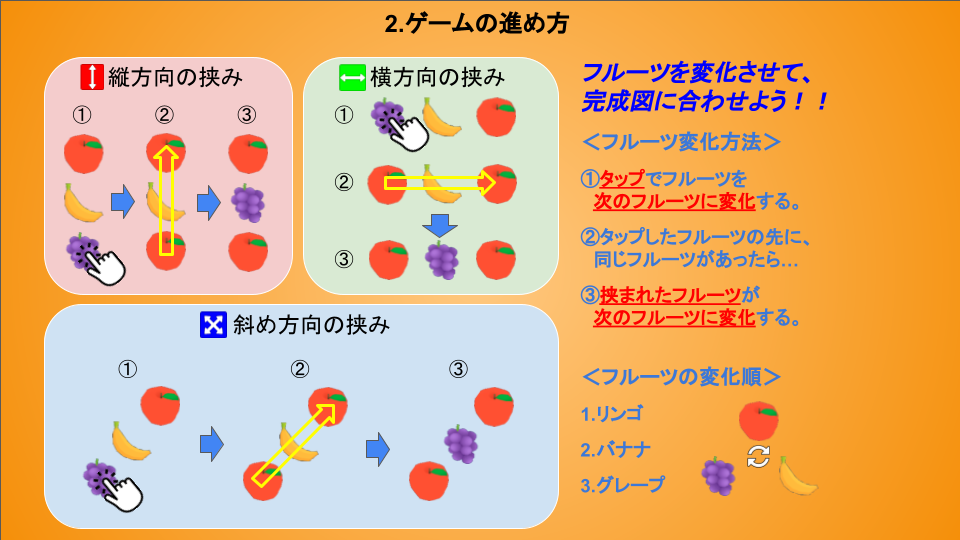 2.ゲームの進め方
縦方向の挟み
① ② ③
横方向の挟み
①
②
③
斜め方向の挟み
① ② ③
フルーツを変化させて、
完成図に合わせよう！！
＜フルーツ変化方法＞
①タップでフルーツを
次のフルーツに変化する。
②タップしたフルーツの先に、
同じフルーツがあったら…
③挟まれたフルーツが
次のフルーツに変化する。
＜フルーツの変化順＞
1.リンゴ
2.バナナ
3.グレープ